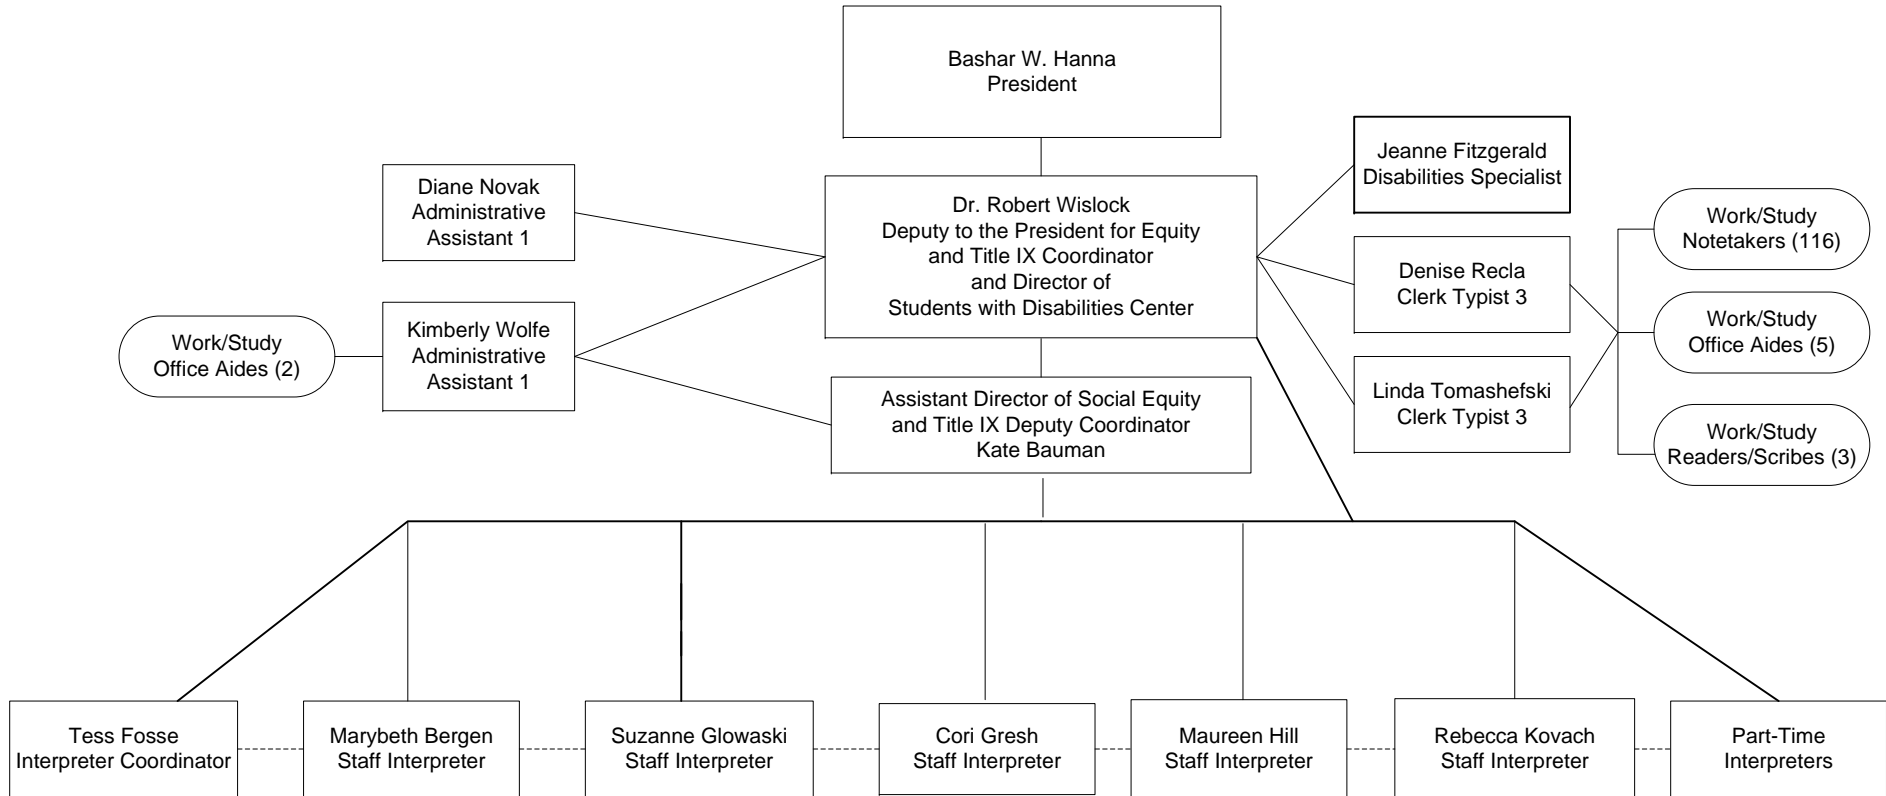 Bashar W. Hanna
President
Diane Novak
Administrative
Assistant 1
Dr. Robert Wislock
Deputy to the President for Equity
and Title IX Coordinator
and Director of
Students with Disabilities Center
Jeanne Fitzgerald
Disabilities Specialist
Work/Study
Notetakers (116)
Denise Recla
Clerk Typist 3
Work/Study
Office Aides (2)
Kimberly Wolfe
Administrative
Assistant 1
Work/Study
Office Aides (5)
Assistant Director of Social Equity
and Title IX Deputy Coordinator
Kate Bauman
Linda Tomashefski
Clerk Typist 3
Work/Study
Readers/Scribes (3)
Tess Fosse
Interpreter Coordinator
Marybeth Bergen
Staff Interpreter
Suzanne Glowaski
Staff Interpreter
Cori Gresh
Staff Interpreter
Maureen Hill
Staff Interpreter
Rebecca Kovach
Staff Interpreter
Part-Time
Interpreters